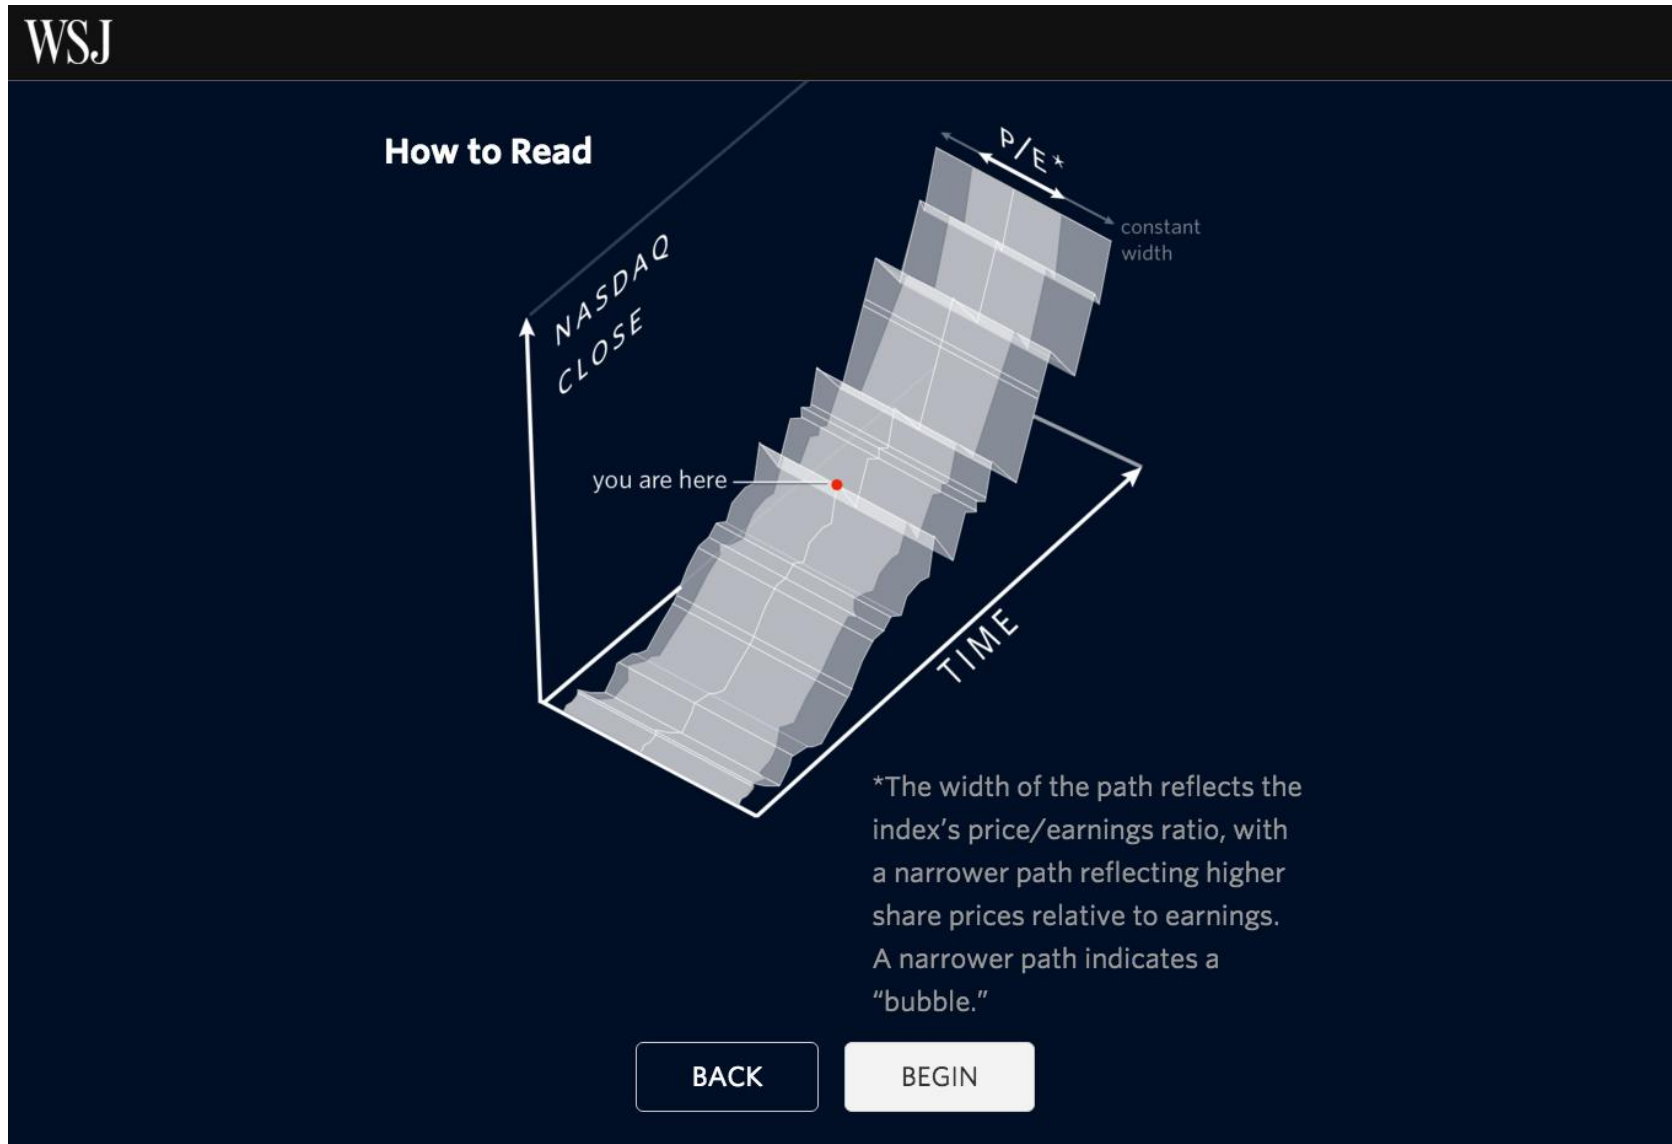 WSJ
How to Read
P/E*
constant
width
NASDAQ
CLOSE
you are here
TIME
*The width of the path reflects the
index’s price/earnings ratio, with
a narrower path reflecting higher
share prices relative to earnings.
A narrower path indicates a
“bubble.”
BACK
BEGIN